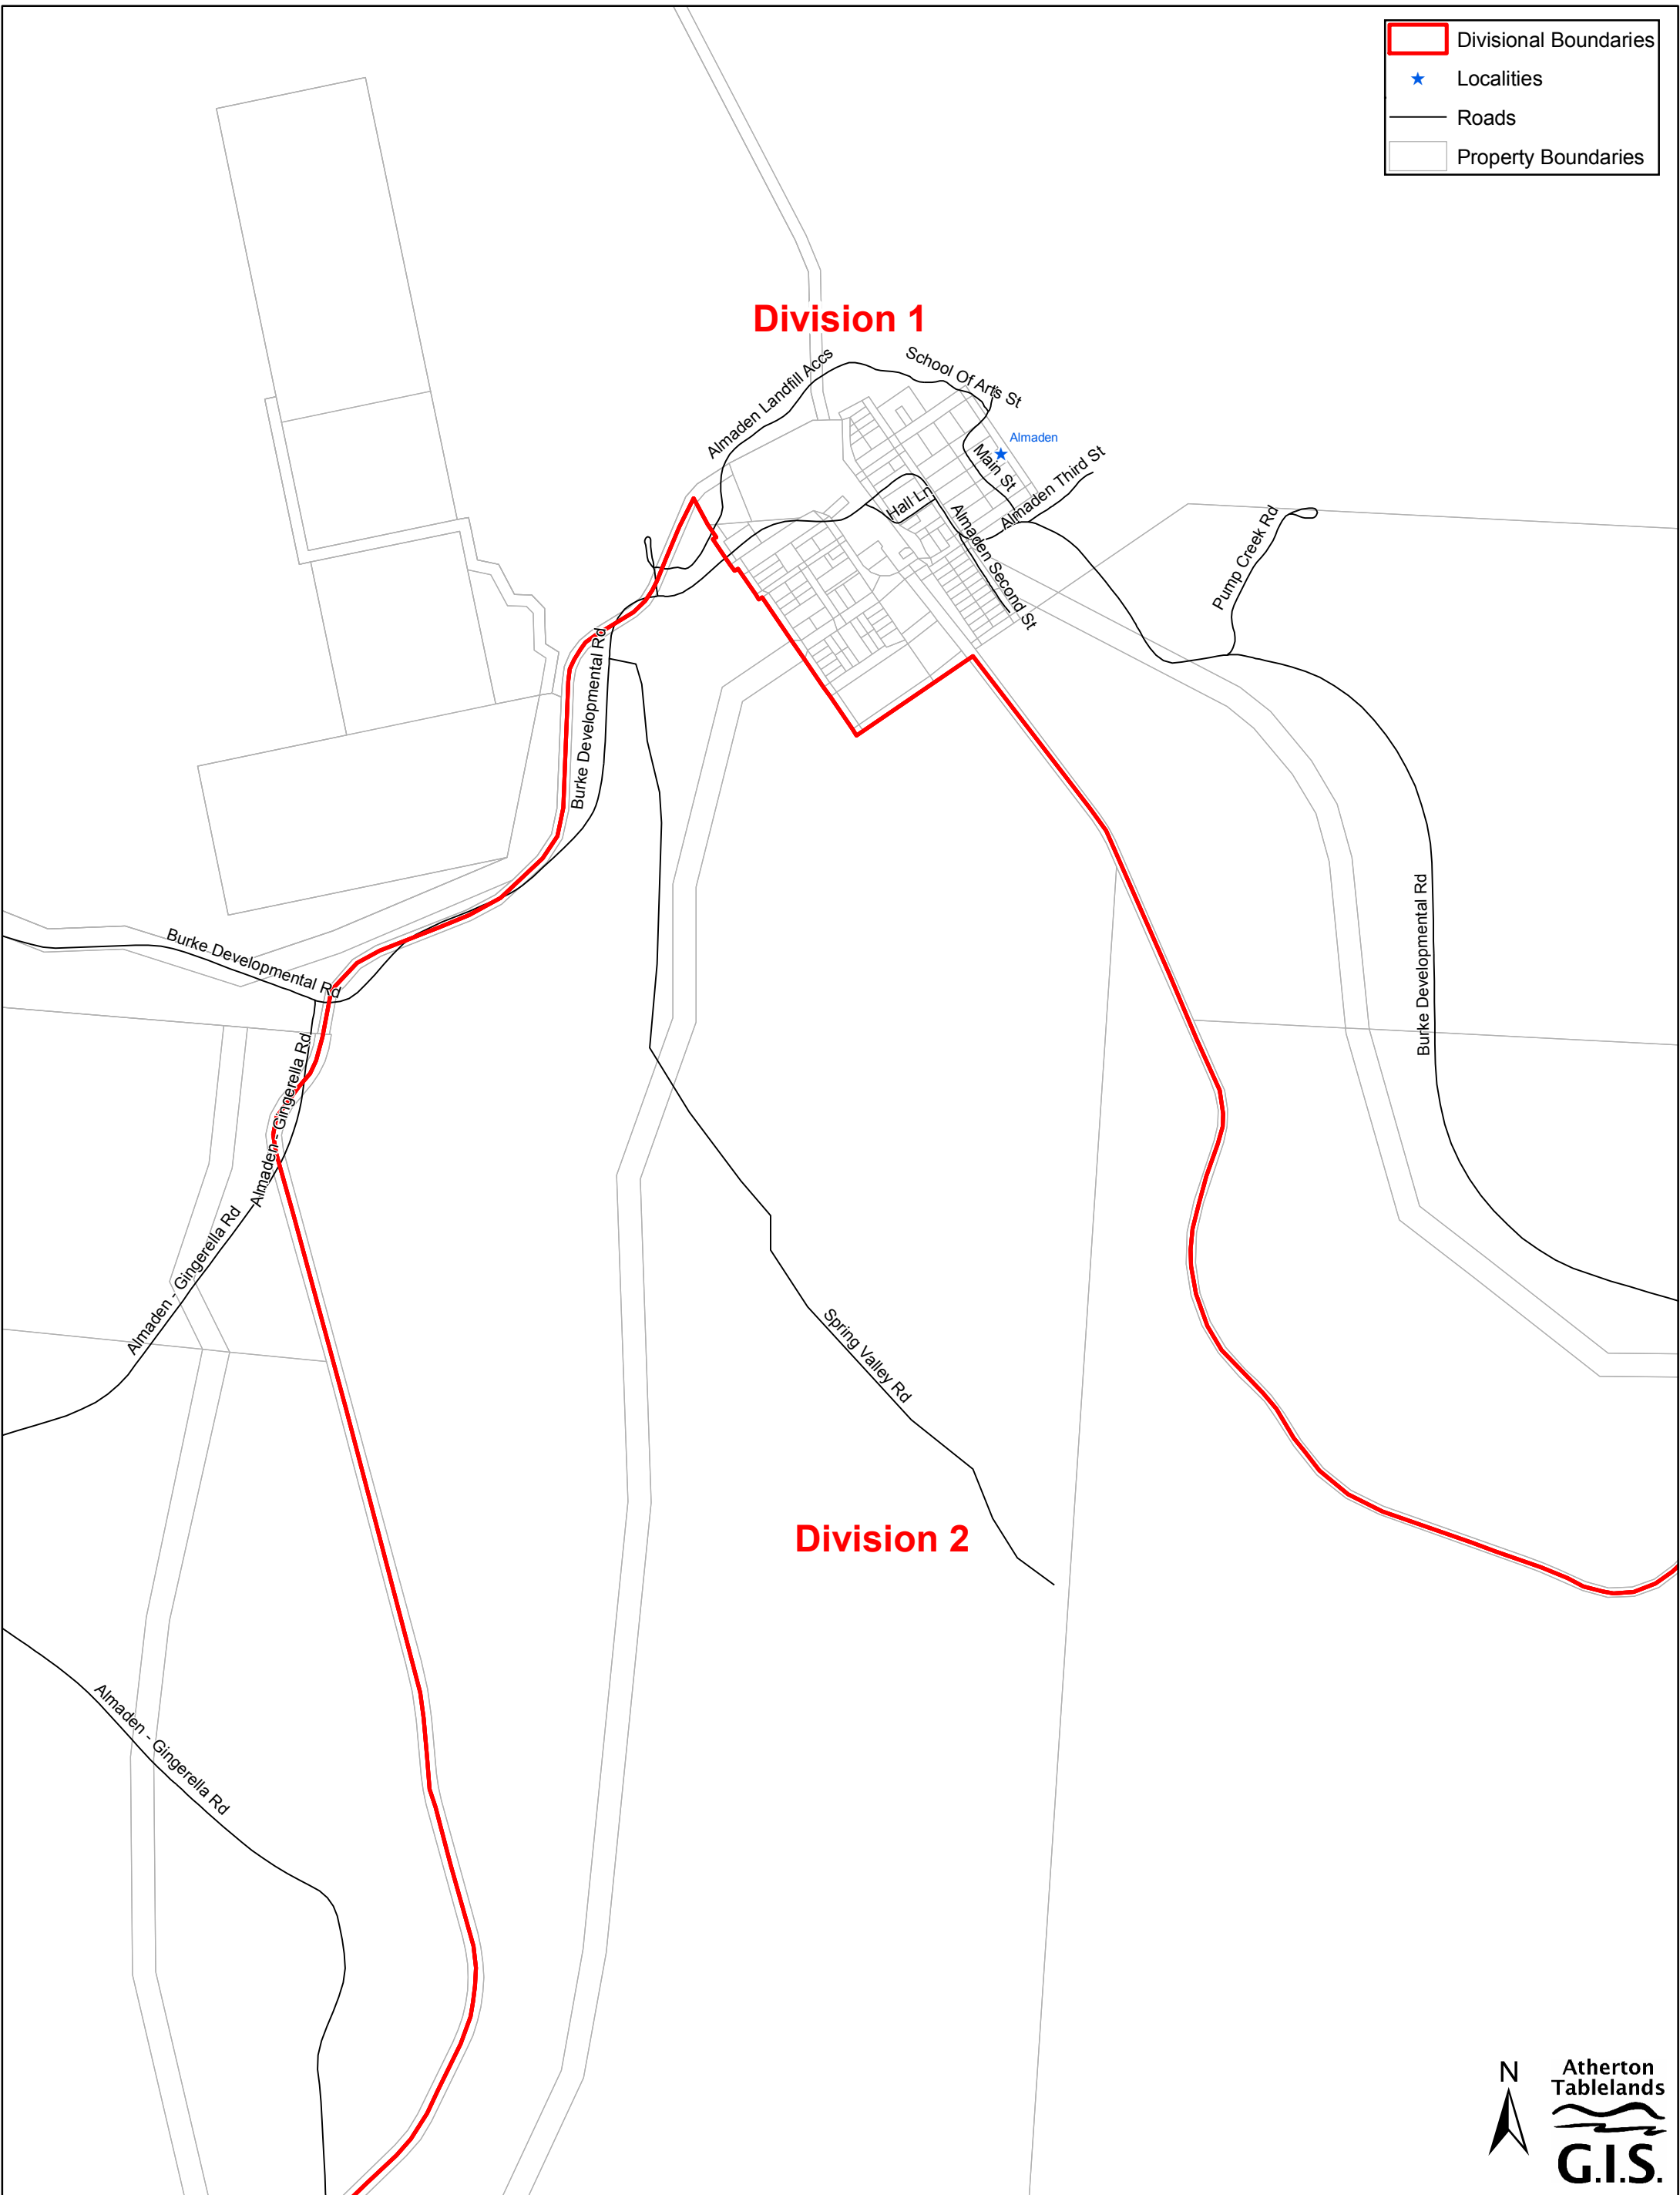 Divisional Boundaries
Localities
Roads
Property Boundaries
Division 1
School Of Arts St
Almaden Landfill Accs
Almaden
Main St
Almaden Third St
Hall Ln
Almaden Second St
Pump Creek Rd
Burke Developmental Rd
Burke Developmental Rd
Burke Developmental Rd
Almaden - Gingerella Rd
Almaden - Gingerella Rd
Spring Valley Rd
Division 2
Almaden - Gingerella Rd
N
Atherton
Tablelands
G.I.S.